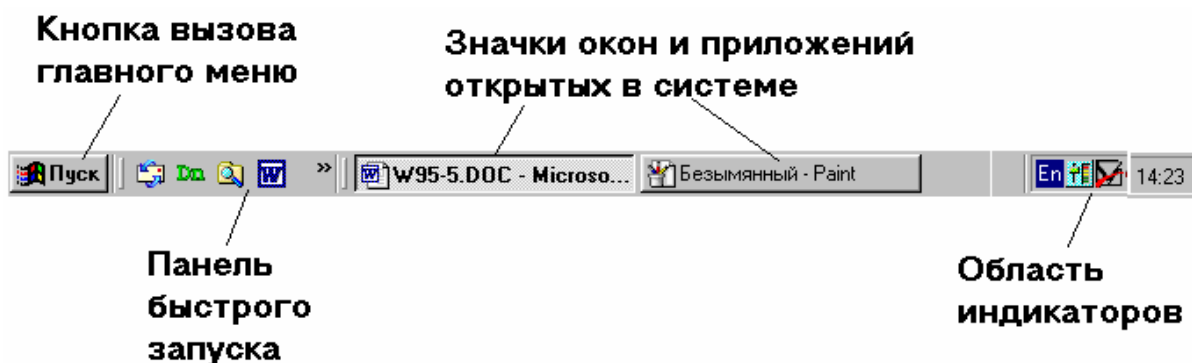 Кнопка вызова
главного меню
Значки окон и приложений
открытых в системе
Пуск
Dn
W
»
W95-5.DOC - Microso...
Безымянный - Paint
En
14:23
Панель
быстрого
запуска
Область
индикаторов